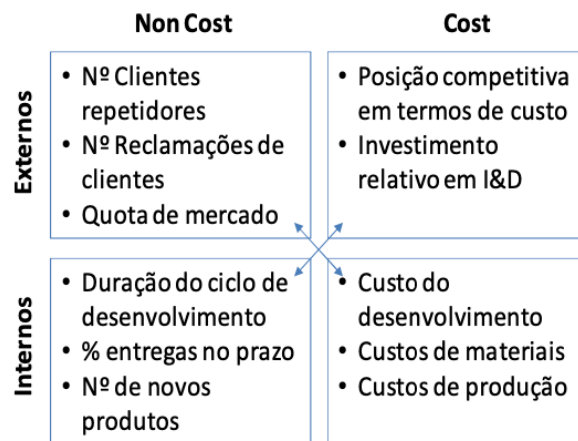 Non Cost
Cost
Externos
• Nº Clientes
repetidores
• Nº Reclamações de
clientes
• Quota de mercado
• Posição competitiva
em termos de custo
• Investimento
relativo em I&D
Internos
• Duração do ciclo de
desenvolvimento
• % entregas no prazo
• Nº de novos
produtos
• Custo do
desenvolvimento
• Custos de materiais
• Custos de produção